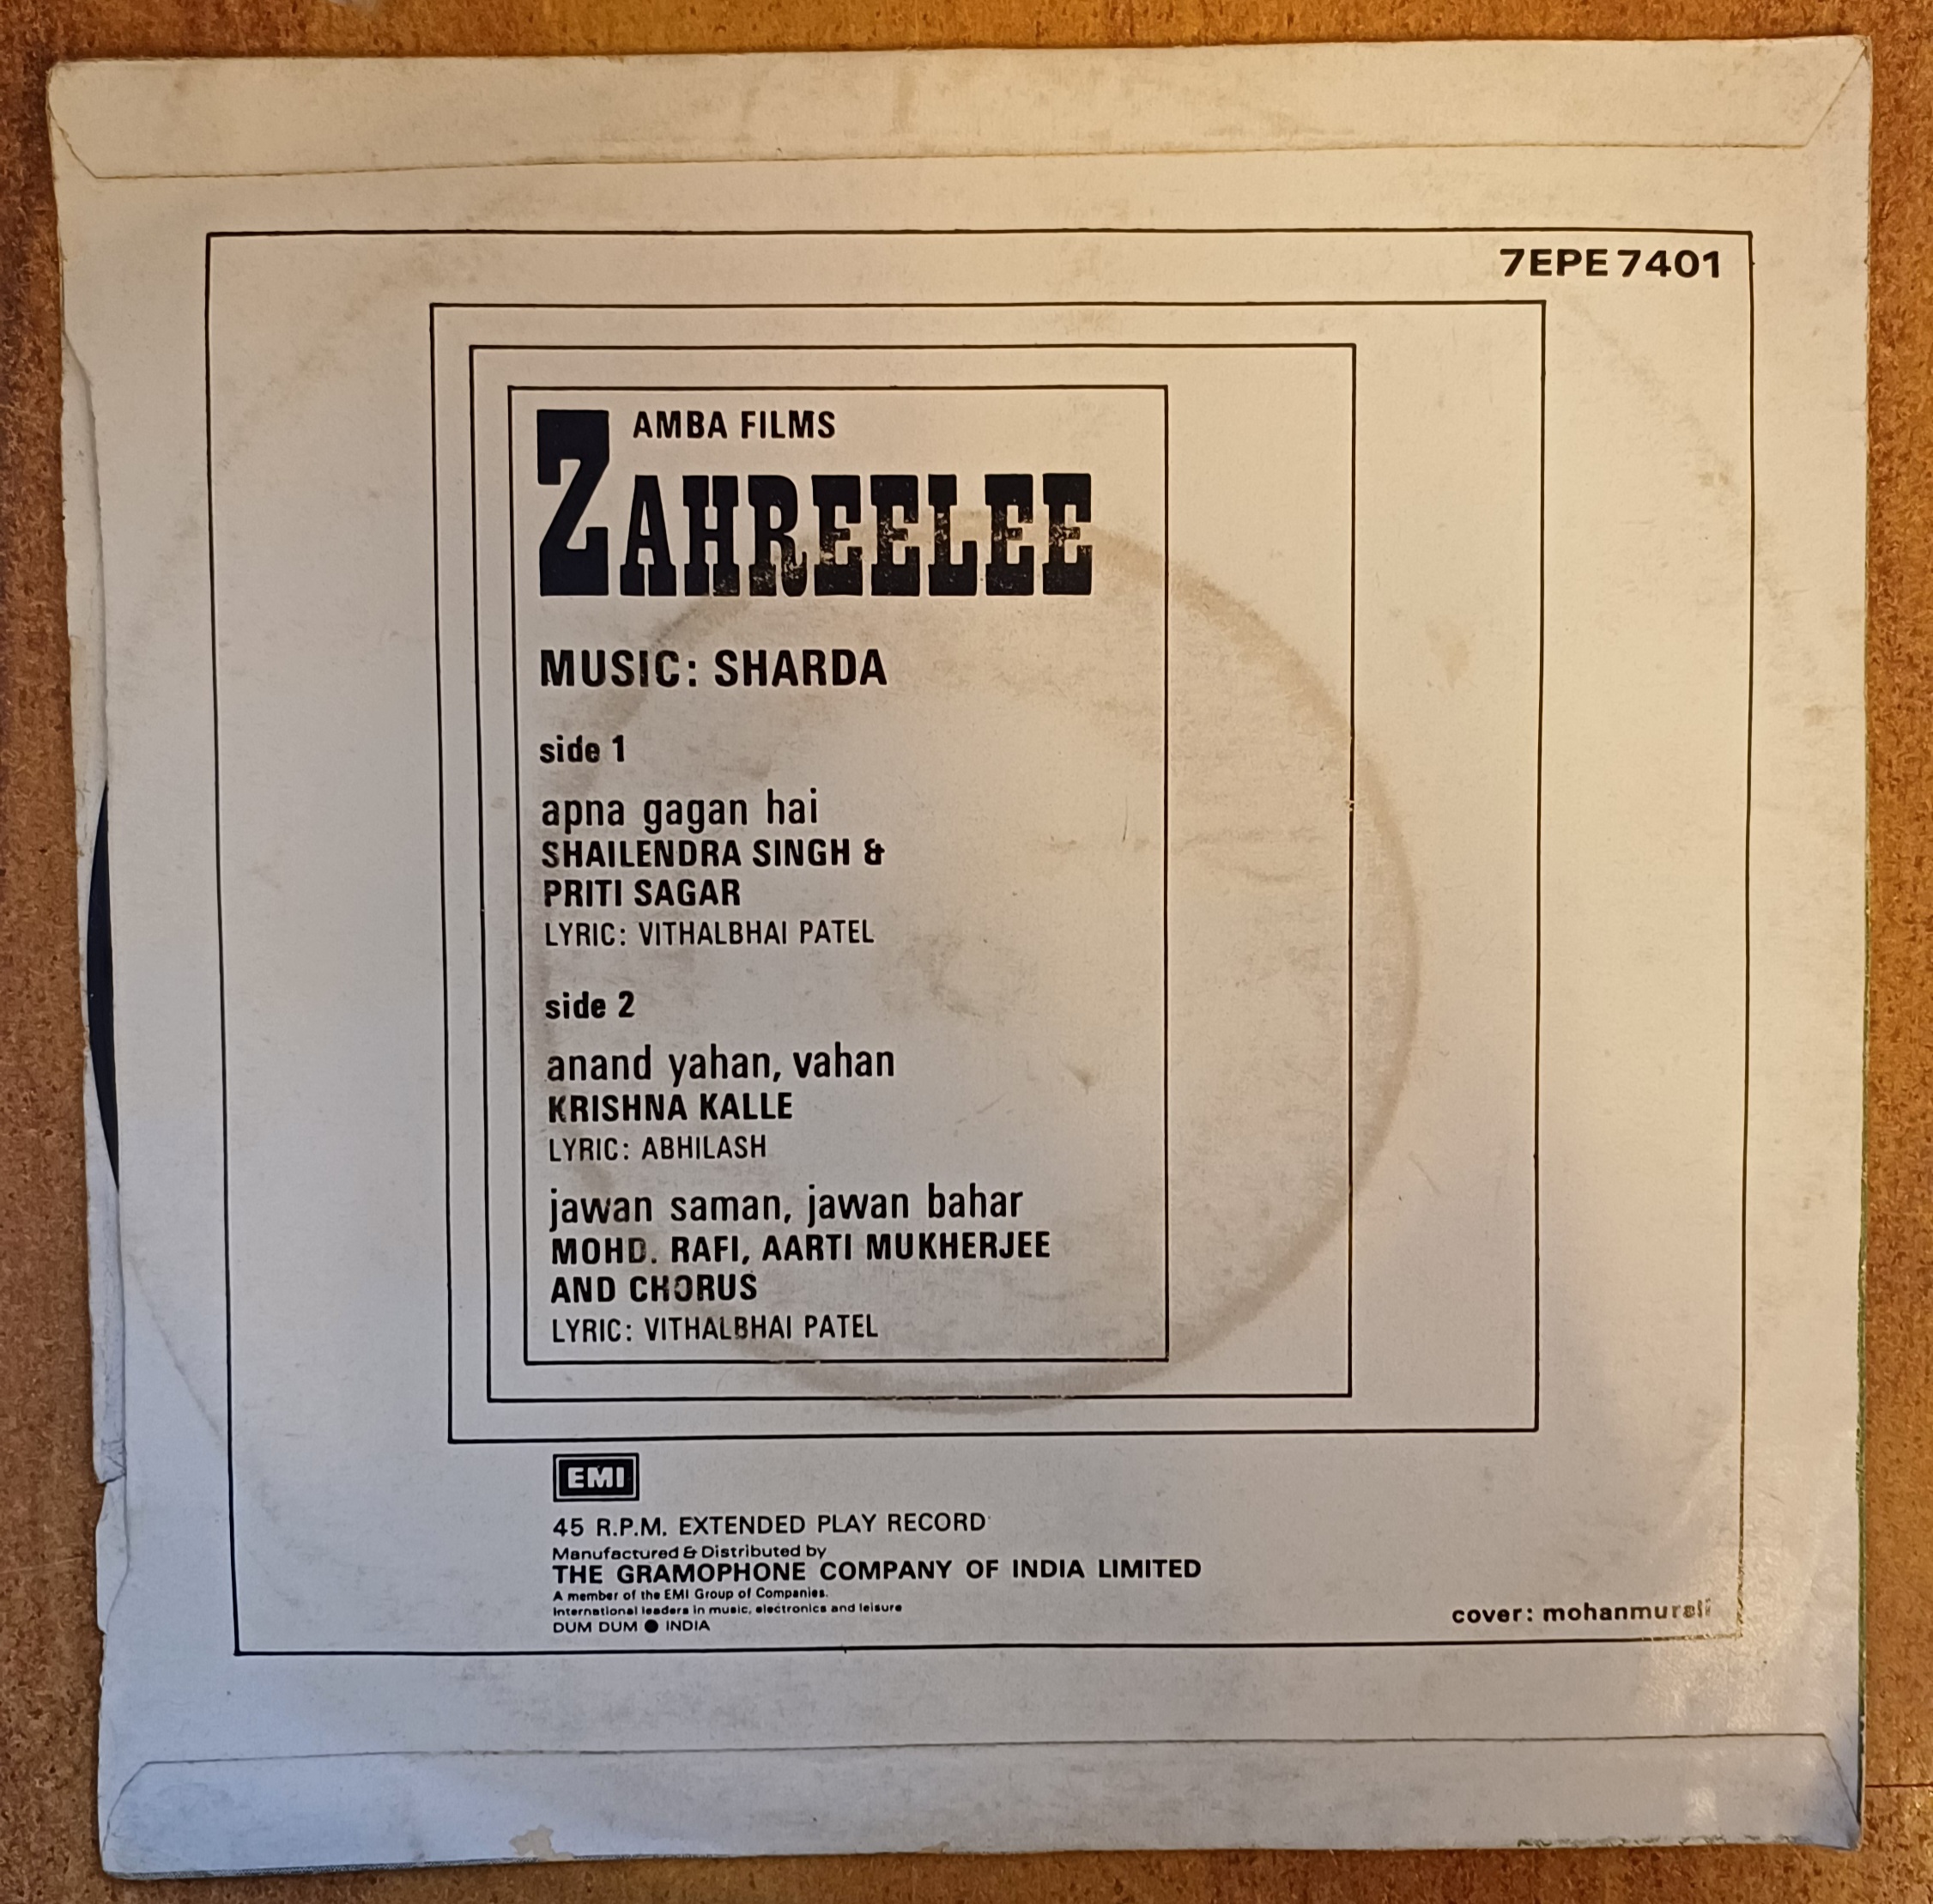 7EPE 7401
AMBA FILMS
ZAHREELEE
MUSIC: SHARDA
side 1
apna gagan hai
SHAILENDRA SINGH &
PRITI SAGAR
LYRIC: VITHALBHAI PATEL
side 2
anand yahan, vahan
KRISHNA KALLE
LYRIC: ABHILASH
jawan saman, jawan bahar
MOHD. RAFI, AARTI MUKHERJEE
AND CHORUS
LYRIC: VITHALBHAI PATEL
EMI
45 R.P.M. EXTENDED PLAY RECORD
Manufactured & Distributed by
THE GRAMOPHONE COMPANY OF INDIA LIMITED
A member of the EMI Group of Companies.
International leaders in music, electronics and leisure
DUM DUM ● INDIA
cover: mohanmurali